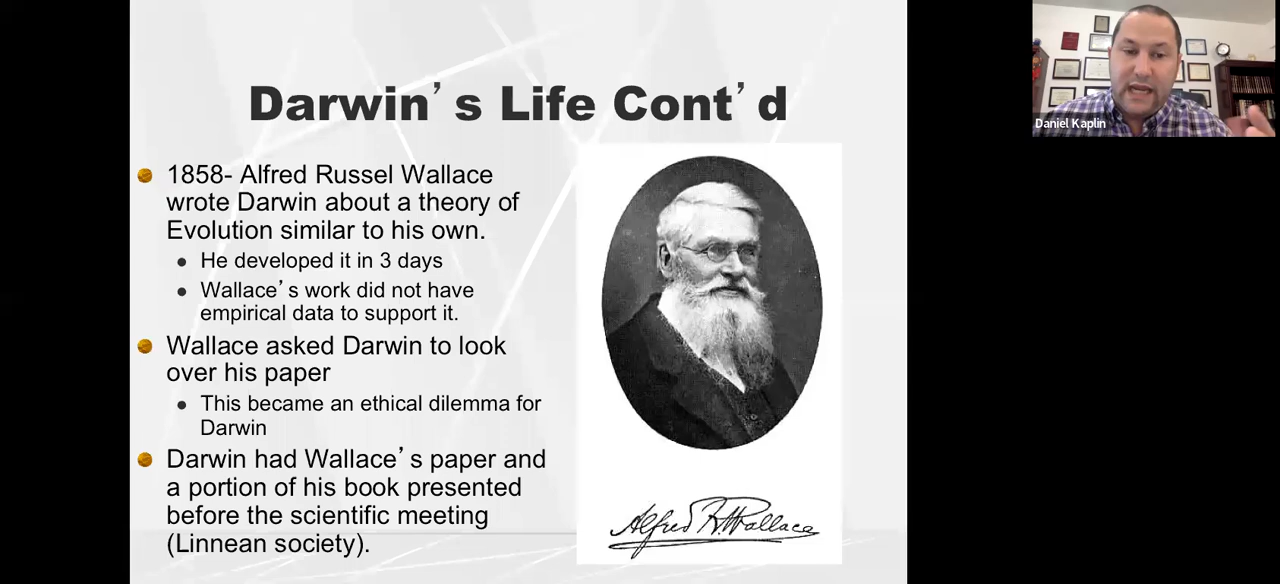 Darwin’s Life Cont’d
1858- Alfred Russel Wallace
wrote Darwin about a theory of
Evolution similar to his own.
He developed it in 3 days
Wallace’s work did not have
empirical data to support it.
Wallace asked Darwin to look
over his paper
This became an ethical dilemma for
Darwin
Darwin had Wallace’s paper and
a portion of his book presented
before the scientific meeting
(Linnean society).
Alfred R. Wallace
Daniel Kaplin